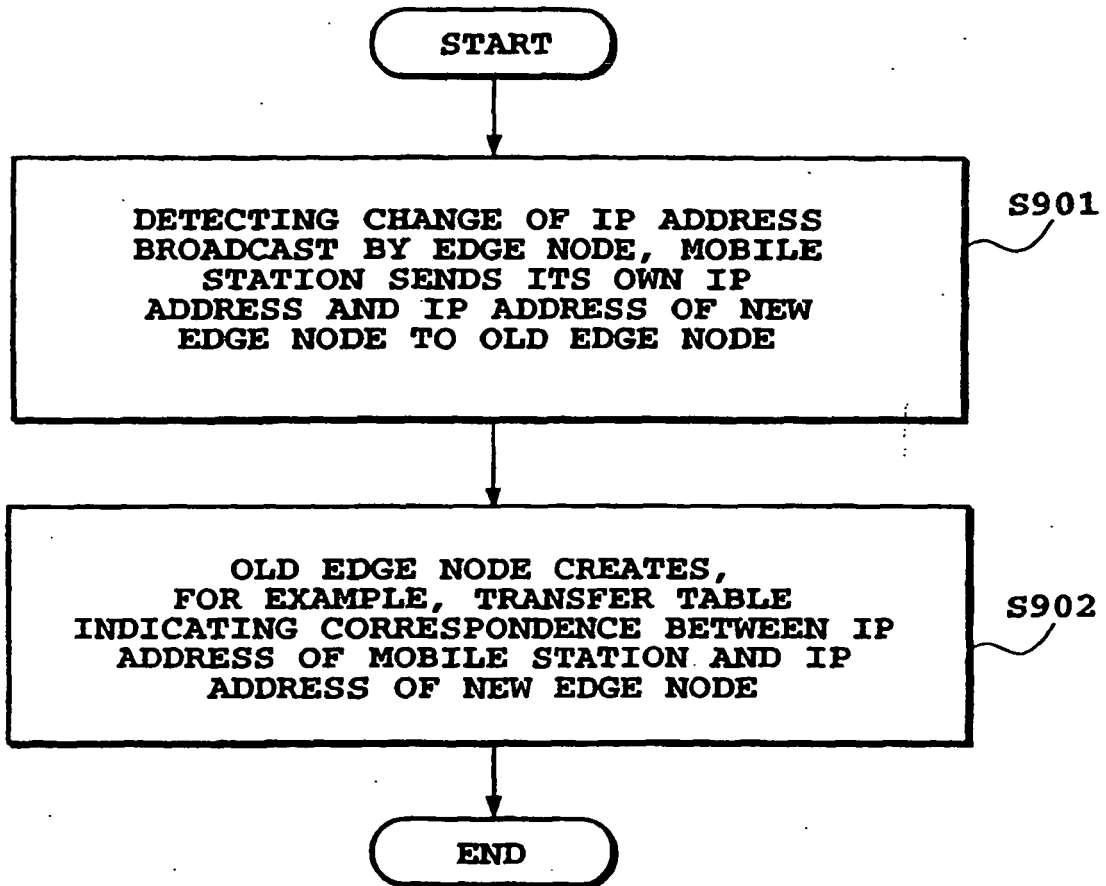 START
DETECTING CHANGE OF IP ADDRESS
BROADCAST BY EDGE NODE, MOBILE
STATION SENDS ITS OWN IP
ADDRESS AND IP ADDRESS OF NEW
EDGE NODE TO OLD EDGE NODE
S901
OLD EDGE NODE CREATES,
FOR EXAMPLE, TRANSFER TABLE
INDICATING CORRESPONDENCE BETWEEN IP
ADDRESS OF MOBILE STATION AND IP
ADDRESS OF NEW EDGE NODE
S902
END